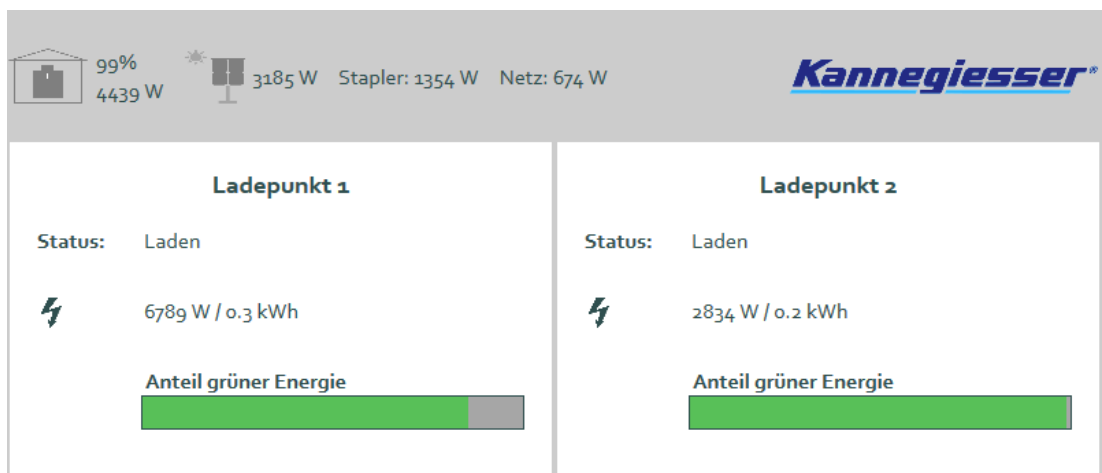 99%
4439 W
3185 W Stapler: 1354 W Netz: 674 W
Kannegiesser®
Ladepunkt 1
Status: Laden
6789 W / 0.3 kWh
Anteil grüner Energie
Ladepunkt 2
Status: Laden
2834 W / 0.2 kWh
Anteil grüner Energie